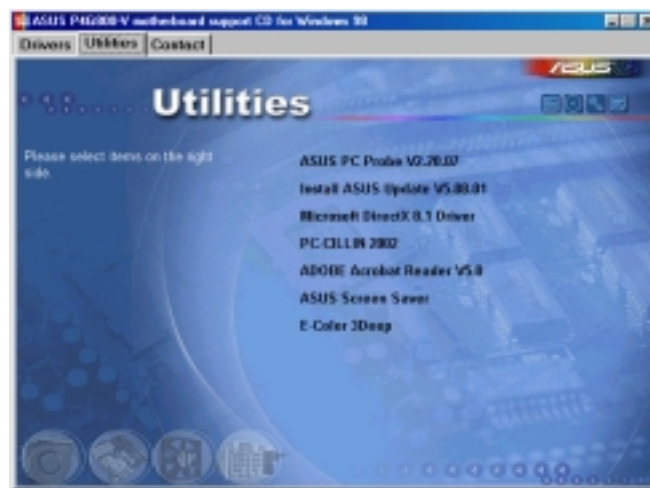 ASUS P4G800-V motherboard support CD for Windows 98
Drivers Utilities Contact
ASUS
Utilities
Please select items on the right
side.
ASUS PC Probe V2.20.07
Install ASUS Update V5.08.01
Microsoft DirectX 8.1 Driver
PC-CILLIN 2002
ADOBE Acrobat Reader V5.0
ASUS Screen Saver
E-Color 3Deep